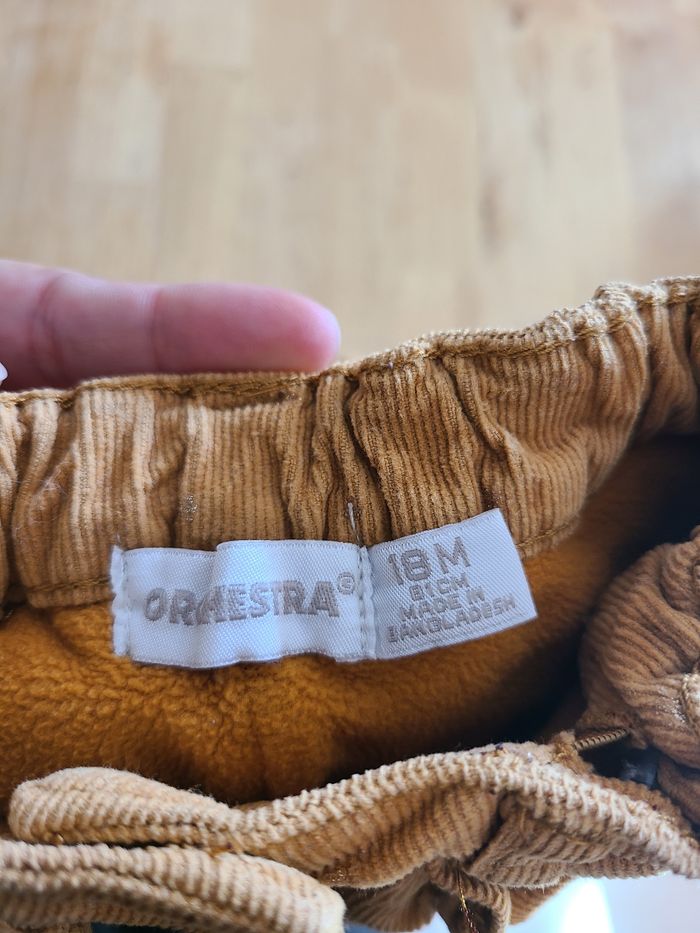 ORCHESTRA®
18 M
81 CM
MADE IN
BANGLADESH